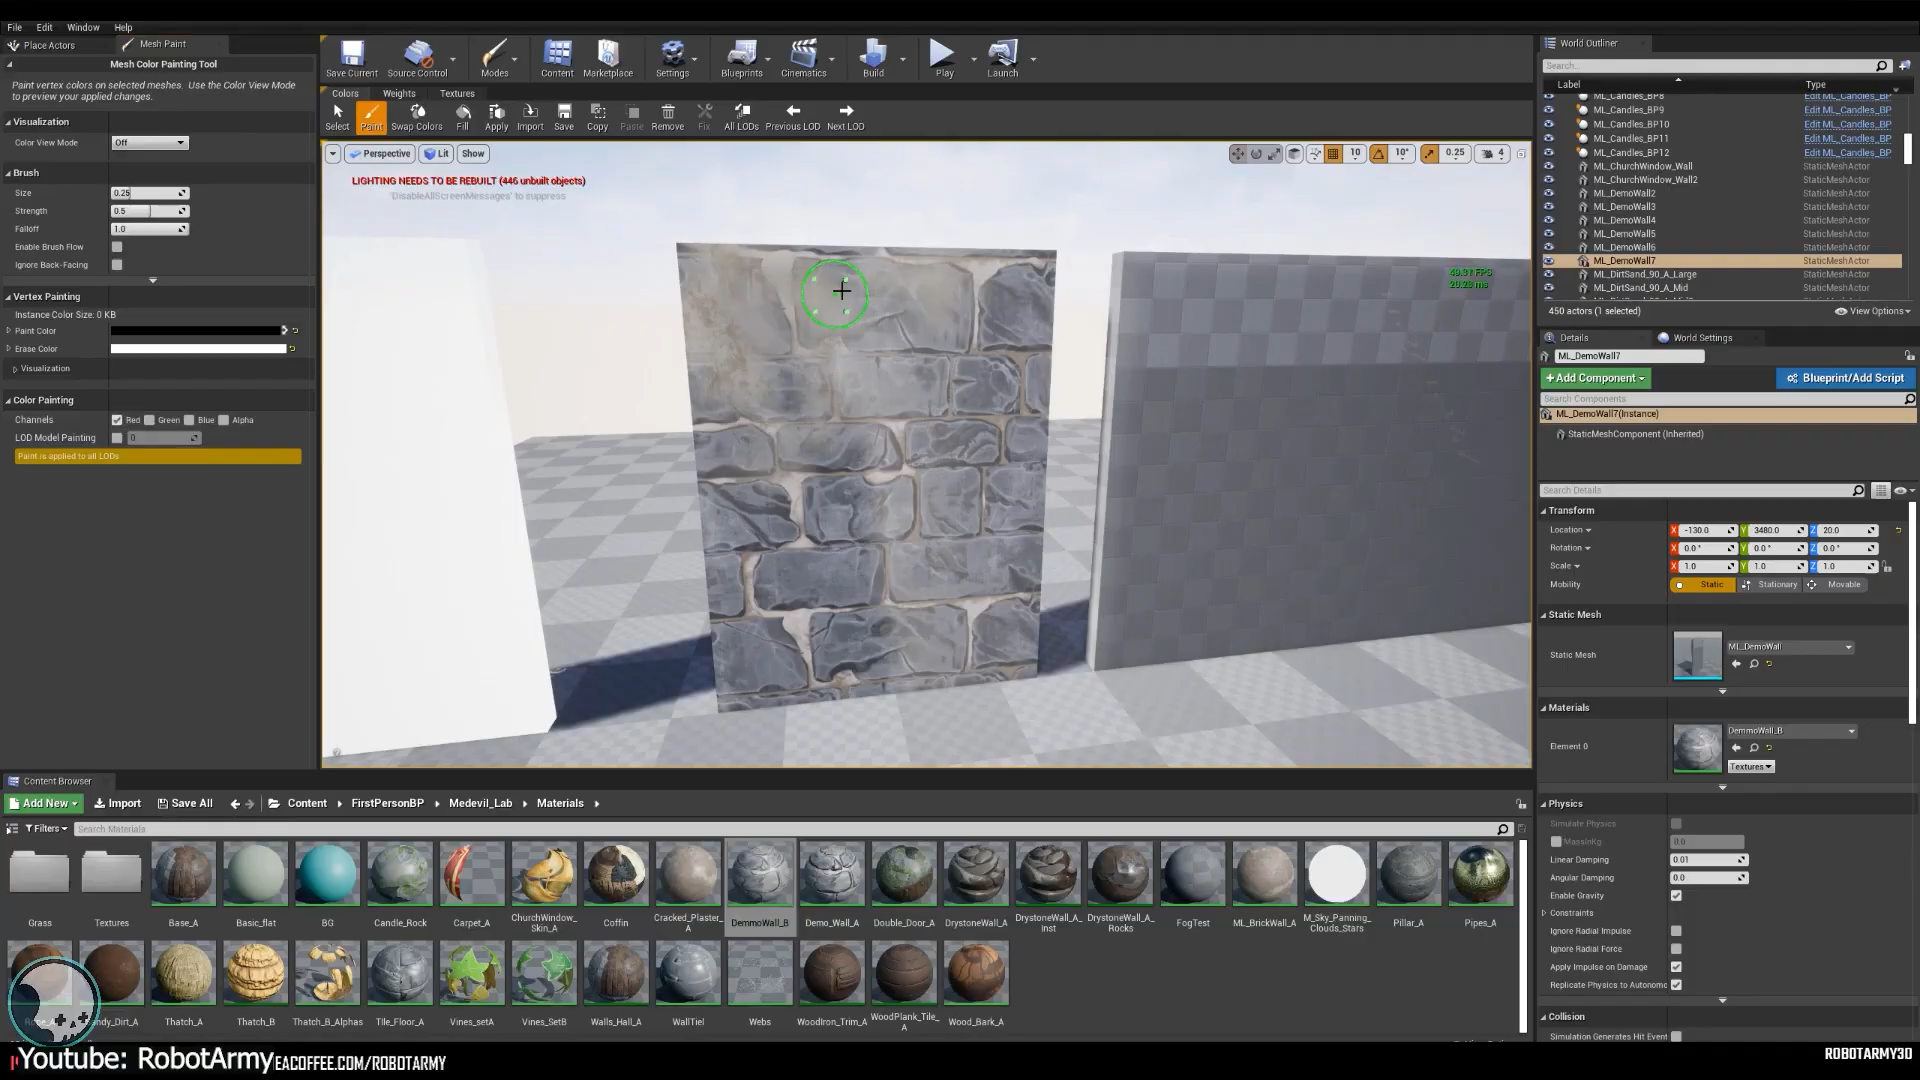 File Edit Window Help
Place Actors Mesh Paint
Mesh Color Painting Tool
Paint vertex colors on selected meshes. Use the Color View Mode
to preview your applied changes.
Visualization
Color View Mode Off
Brush
Size 0.25
Strength 0.5
Falloff 1.0
Enable Brush Flow
Ignore Back-Facing
Vertex Painting
Instance Color Size: 0 KB
Paint Color
Erase Color
Visualization
Color Painting
Channels Red Green Blue Alpha
LOD Model Painting 0
Paint is applied to all LODs
Save Current Source Control Modes Content Marketplace Settings Blueprints Cinematics Build Play Launch
Colors Weights Textures
Select Paint Swap Colors Fill Apply Import Save Copy Paste Remove Fix All LODs Previous LOD Next LOD
Perspective Lit Show 10 10° 0.25 4
LIGHTING NEEDS TO BE REBUILT (446 unbuilt objects)
'DisableAllScreenMessages' to suppress
World Outliner
Search...
Label Type
ML_Candles_BP8 Edit ML_Candles_BP
ML_Candles_BP9 Edit ML_Candles_BP
ML_Candles_BP10 Edit ML_Candles_BP
ML_Candles_BP11 Edit ML_Candles_BP
ML_Candles_BP12 Edit ML_Candles_BP
ML_ChurchWindow_Wall StaticMeshActor
ML_ChurchWindow_Wall2 StaticMeshActor
ML_DemoWall2 StaticMeshActor
ML_DemoWall3 StaticMeshActor
ML_DemoWall4 StaticMeshActor
ML_DemoWall5 StaticMeshActor
ML_DemoWall6 StaticMeshActor
ML_DemoWall7 StaticMeshActor
ML_DirtSand_90_A_Large StaticMeshActor
ML_DirtSand_90_A_Mid StaticMeshActor
450 actors (1 selected) View Options
Details World Settings
ML_DemoWall7
+Add Component Blueprint/Add Script
Search Components
ML_DemoWall7(Instance)
StaticMeshComponent (Inherited)
Search Details
Transform
Location X -130.0 Y 3480.0 Z 20.0
Rotation X 0.0 ° Y 0.0 ° Z 0.0 °
Scale X 1.0 Y 1.0 Z 1.0
Mobility Static Stationary Movable
Static Mesh
Static Mesh ML_DemoWall
Materials
Element 0 DemmoWall_B
Textures
Physics
Simulate Physics
MassInKg 0.0
Linear Damping 0.01
Angular Damping 0.0
Enable Gravity
Constraints
Ignore Radial Impulse
Ignore Radial Force
Apply Impulse on Damage
Replicate Physics to Autonomo
Collision
Simulation Generates Hit Event
Content Browser
Add New Import Save All Content FirstPersonBP Medevil_Lab Materials
Filters Search Materials
Grass Textures Base_A Basic_flat BG Candle_Rock Carpet_A ChurchWindow_Skin_A Coffin Cracked_Plaster_A DemmoWall_B Demo_Wall_A Double_Door_A DrystoneWall_A DrystoneWall_A_Inst DrystoneWall_A_Rocks FogTest ML_BrickWall_A M_Sky_Panning_Clouds_Stars Pillar_A Pipes_A
Thatch_A Thatch_B Thatch_B_Alphas Tile_Floor_A Vines_setA Vines_SetB Walls_Hall_A WallTiel Webs WoodIron_Trim_A WoodPlank_Tile_A Wood_Bark_A
Youtube: RobotArmy EACOFFEE.COM/ROBOTARMY
ROBOTARMY3D